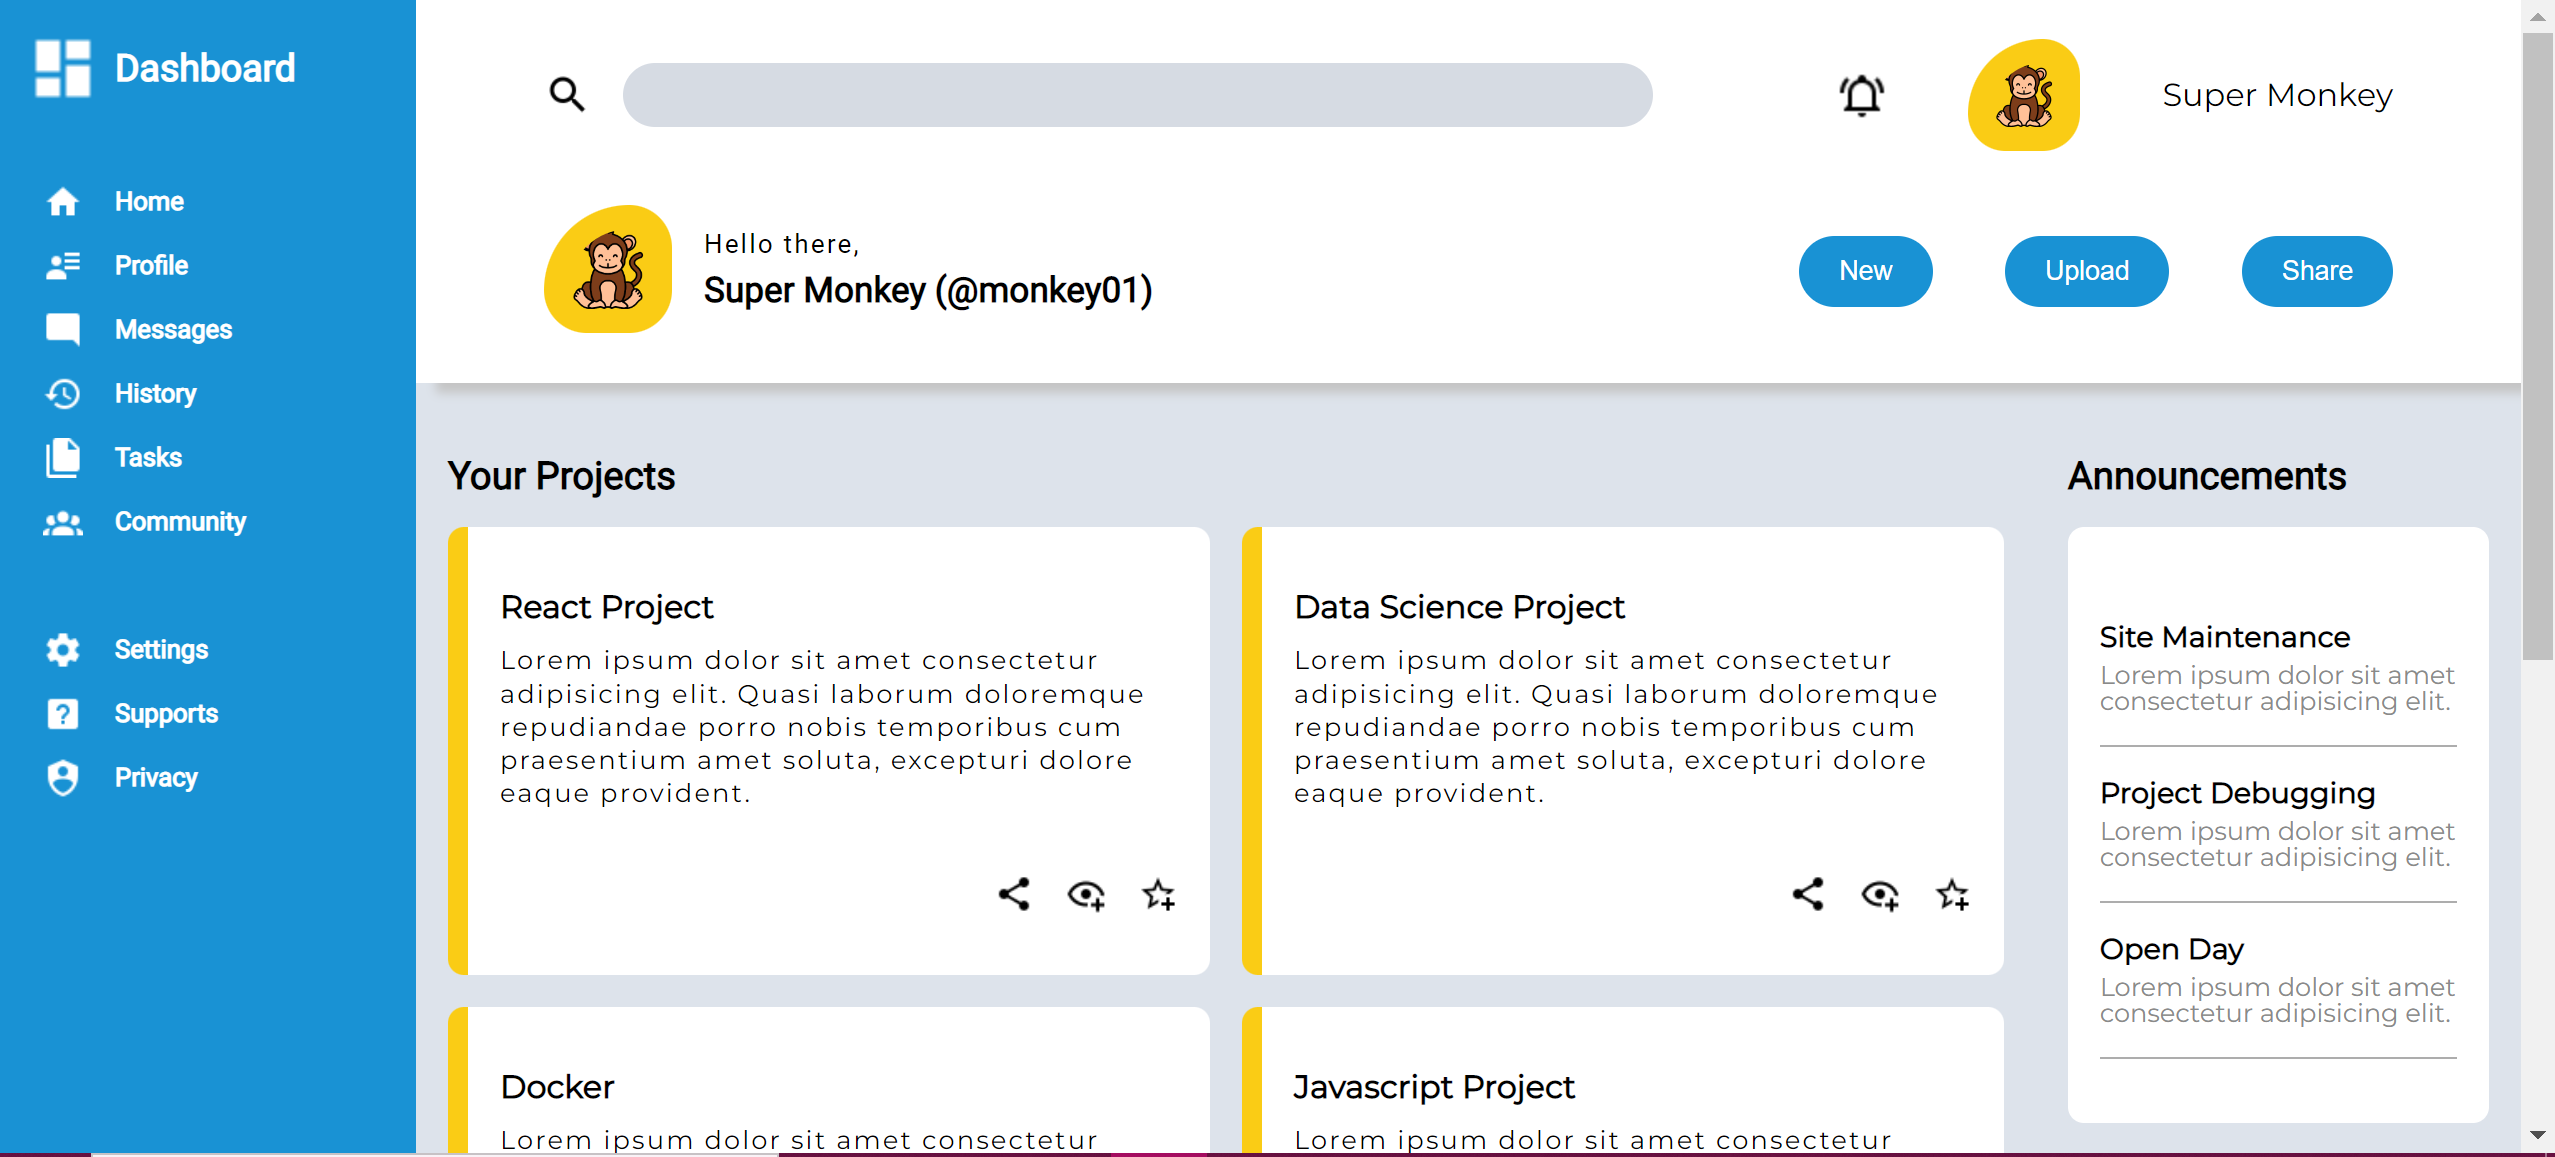 Dashboard
Home
Profile
Messages
History
Tasks
Community
Settings
Supports
Privacy
Super Monkey
Hello there,
Super Monkey (@monkey01)
New
Upload
Share
Your Projects
React Project
Lorem ipsum dolor sit amet consectetur
adipisicing elit. Quasi laborum doloremque
repudiandae porro nobis temporibus cum
praesentium amet soluta, excepturi dolore
eaque provident.
Data Science Project
Lorem ipsum dolor sit amet consectetur
adipisicing elit. Quasi laborum doloremque
repudiandae porro nobis temporibus cum
praesentium amet soluta, excepturi dolore
eaque provident.
Docker
Lorem ipsum dolor sit amet consectetur
Javascript Project
Lorem ipsum dolor sit amet consectetur
Announcements
Site Maintenance
Lorem ipsum dolor sit amet
consectetur adipisicing elit.
Project Debugging
Lorem ipsum dolor sit amet
consectetur adipisicing elit.
Open Day
Lorem ipsum dolor sit amet
consectetur adipisicing elit.